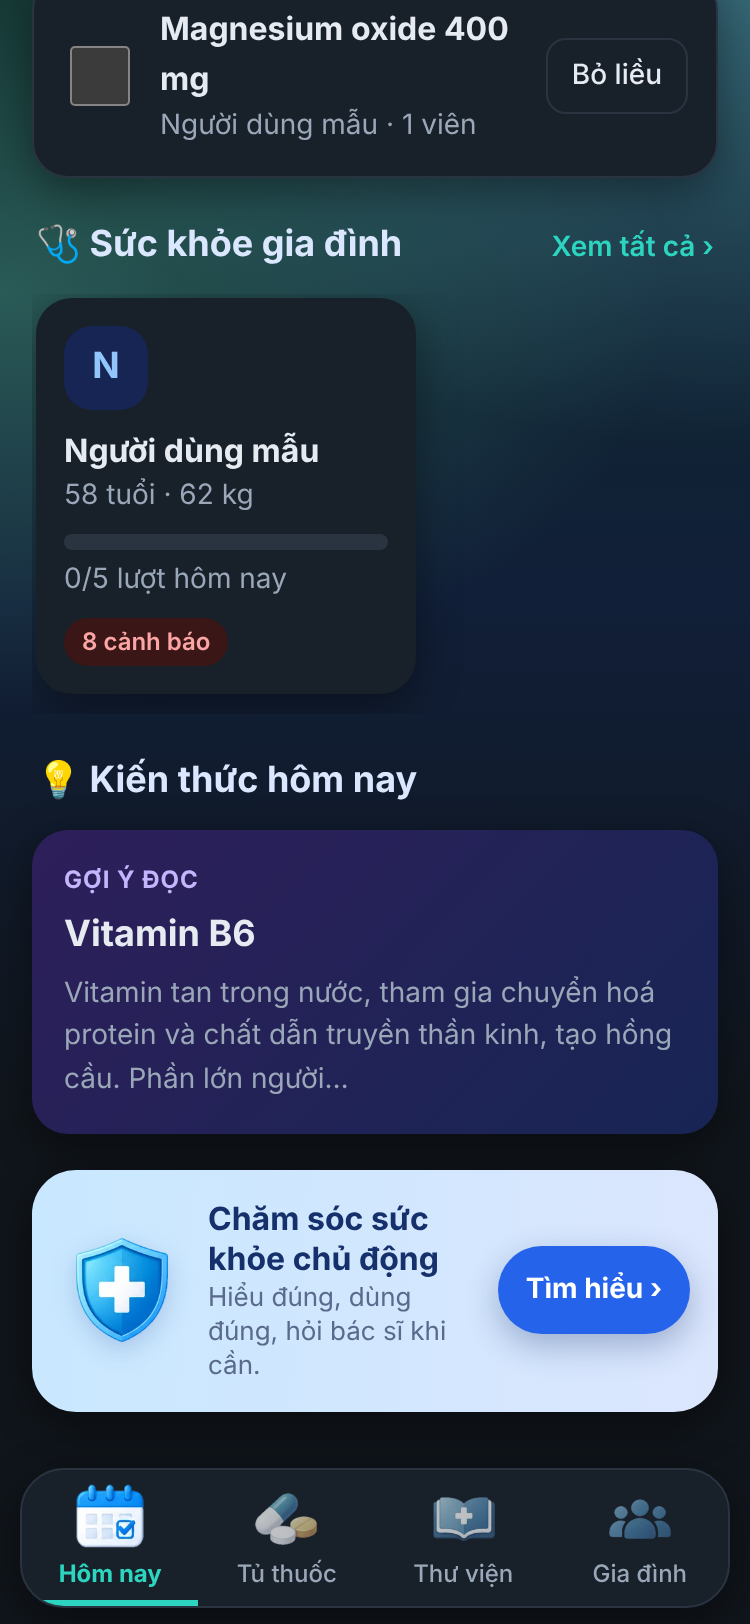 Magnesium oxide 400
mg
Người dùng mẫu · 1 viên
Bỏ liều
Sức khỏe gia đình
Xem tất cả ›
N
Người dùng mẫu
58 tuổi · 62 kg
0/5 lượt hôm nay
8 cảnh báo
Kiến thức hôm nay
GỢI Ý ĐỌC
Vitamin B6
Vitamin tan trong nước, tham gia chuyển hoá
protein và chất dẫn truyền thần kinh, tạo hồng
cầu. Phần lớn người...
Chăm sóc sức
khỏe chủ động
Hiểu đúng, dùng
đúng, hỏi bác sĩ khi
cần.
Tìm hiểu ›
Hôm nay
Tủ thuốc
Thư viện
Gia đình